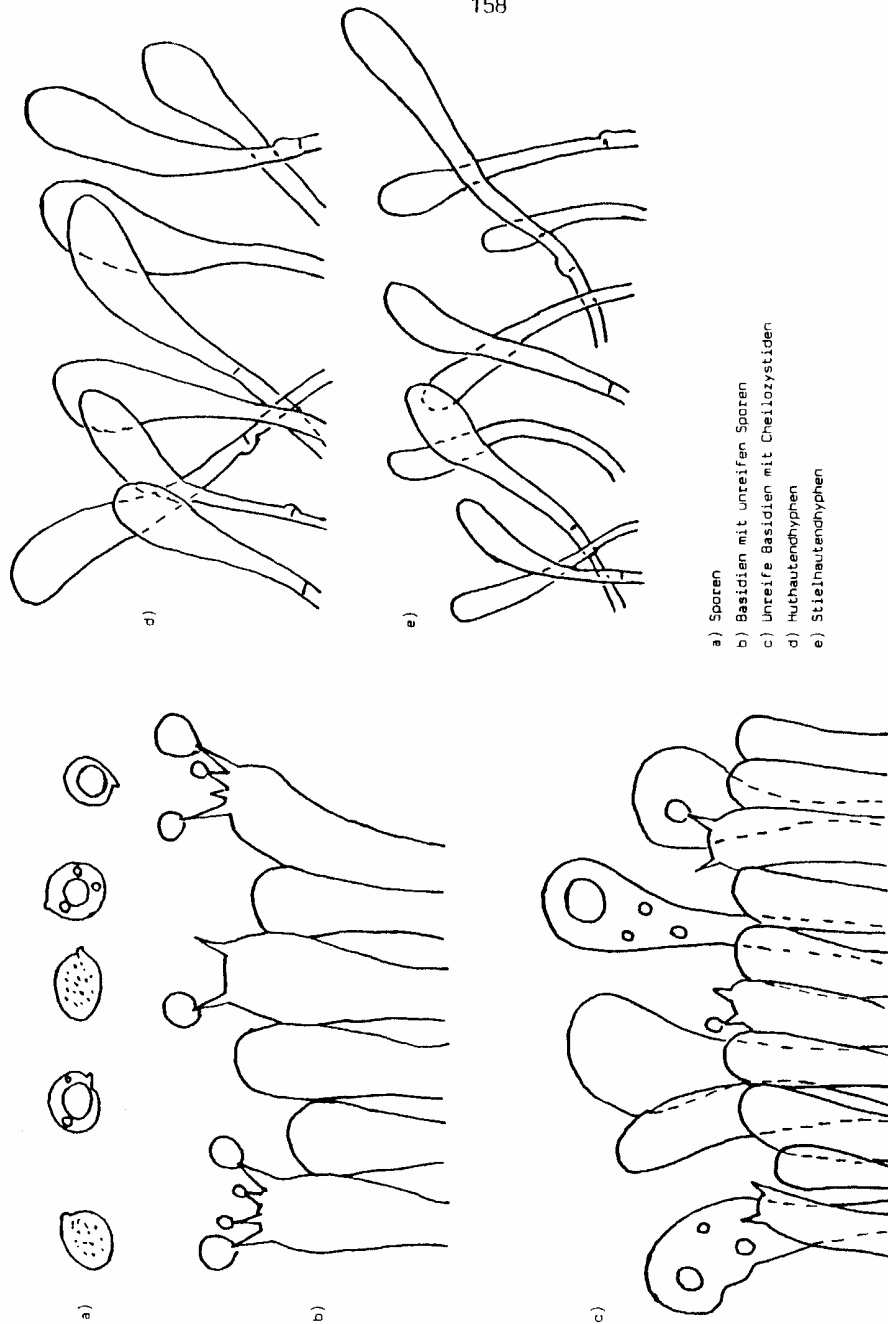 158
a)
b)
c)
d)
e)
a) Sporen
b) Basidien mit unreifen Sporen
c) Unreife Basidien mit Cheilozystiden
d) Huthautendhyphen
e) Stielhautendhyphen